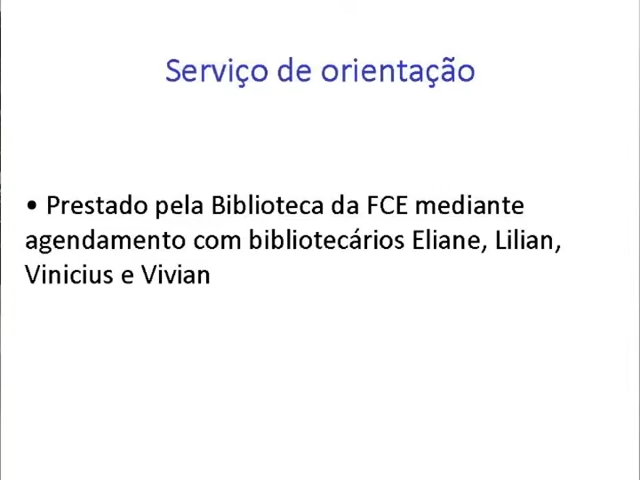 Serviço de orientação
• Prestado pela Biblioteca da FCE mediante
agendamento com bibliotecários Eliane, Lilian,
Vinicius e Vivian